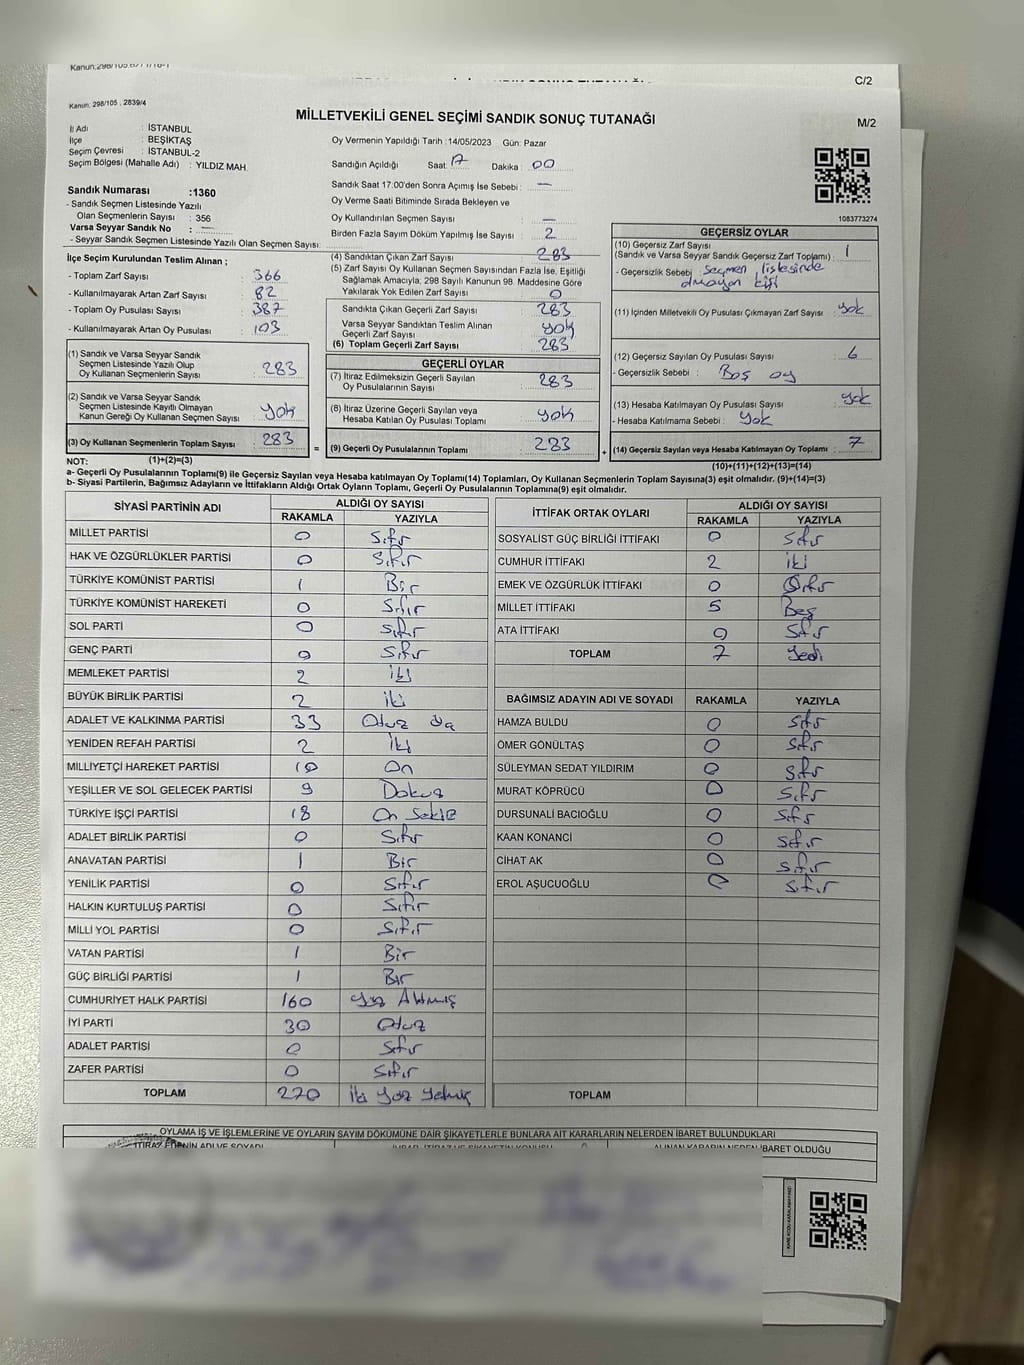 C/2
Kanun: 298/105 , 2839/4
MİLLETVEKİLİ GENEL SEÇİMİ SANDIK SONUÇ TUTANAĞI
M/2
İl Adı : İSTANBUL
İlçe : BEŞİKTAŞ
Seçim Çevresi : İSTANBUL-2
Seçim Bölgesi (Mahalle Adı) : YILDIZ MAH.
Oy Vermenin Yapıldığı Tarih :14/05/2023 Gün: Pazar
Sandığın Açıldığı Saat: 17 Dakika : 00
Sandık Saat 17:00'den Sonra Açımış İse Sebebi : —
Oy Verme Saati Bitiminde Sırada Bekleyen ve
Oy Kullandırılan Seçmen Sayısı : —
Birden Fazla Sayım Döküm Yapılmış İse Sayısı : 2
Sandık Numarası :1360
- Sandık Seçmen Listesinde Yazılı
Olan Seçmenlerin Sayısı : 356
Varsa Seyyar Sandık No : —
- Seyyar Sandık Seçmen Listesinde Yazılı Olan Seçmen Sayısı:
1083773274
İlçe Seçim Kurulundan Teslim Alınan ;
- Toplam Zarf Sayısı : 366
- Kullanılmayarak Artan Zarf Sayısı : 82
- Toplam Oy Pusulası Sayısı : 387
- Kullanılmayarak Artan Oy Pusulası : 103
(1) Sandık ve Varsa Seyyar Sandık
Seçmen Listesinde Yazılı Olup
Oy Kullanan Seçmenlerin Sayısı : 283
(2) Sandık ve Varsa Seyyar Sandık
Seçmen Listesinde Kayıtlı Olmayan
Kanun Gereği Oy Kullanan Seçmen Sayısı : yok
(3) Oy Kullanan Seçmenlerin Toplam Sayısı : 283
(1)+(2)=(3)
(4) Sandıktan Çıkan Zarf Sayısı : 283
(5) Zarf Sayısı Oy Kullanan Seçmen Sayısından Fazla İse, Eşitliği
Sağlamak Amacıyla, 298 Sayılı Kanunun 98. Maddesine Göre
Yakılarak Yok Edilen Zarf Sayısı : 0
Sandıkta Çıkan Geçerli Zarf Sayısı : 283
Varsa Seyyar Sandıktan Teslim Alınan
Geçerli Zarf Sayısı : yok
(6) Toplam Geçerli Zarf Sayısı : 283
GEÇERLİ OYLAR
(7) İtiraz Edilmeksizin Geçerli Sayılan
Oy Pusulalarının Sayısı : 283
(8) İtiraz Üzerine Geçerli Sayılan veya
Hesaba Katılan Oy Pusulası Toplamı : yok
= (9) Geçerli Oy Pusulalarının Toplamı : 283
GEÇERSİZ OYLAR
(10) Geçersiz Zarf Sayısı
(Sandık ve Varsa Seyyar Sandık Geçersiz Zarf Toplamı) : 1
- Geçersizlik Sebebi : Seçmen listesinde
olmayan kişi
(11) İçinden Milletvekili Oy Pusulası Çıkmayan Zarf Sayısı : yok
(12) Geçersiz Sayılan Oy Pusulası Sayısı : 6
- Geçersizlik Sebebi : Boş oy
(13) Hesaba Katılmayan Oy Pusulası Sayısı : yok
- Hesaba Katılmama Sebebi : yok
+ (14) Geçersiz Sayılan veya Hesaba Katılmayan Oy Toplamı : 7
(10)+(11)+(12)+(13)=(14)
NOT:
a- Geçerli Oy Pusulalarının Toplamı(9) ile Geçersiz Sayılan veya Hesaba katılmayan Oy Toplamı(14) Toplamları, Oy Kullanan Seçmenlerin Toplam Sayısına(3) eşit olmalıdır. (9)+(14)=(3)
b- Siyasi Partilerin, Bağımsız Adayların ve İttifakların Aldığı Ortak Oyların Toplamı, Geçerli Oy Pusulalarının Toplamına(9) eşit olmalıdır.
SİYASİ PARTİNİN ADI ALDIĞI OY SAYISI
RAKAMLA YAZIYLA
MİLLET PARTİSİ 0 Sıfır
HAK VE ÖZGÜRLÜKLER PARTİSİ 0 Sıfır
TÜRKİYE KOMÜNİST PARTİSİ 1 Bir
TÜRKİYE KOMÜNİST HAREKETİ 0 Sıfır
SOL PARTİ 0 Sıfır
GENÇ PARTİ 0 Sıfır
MEMLEKET PARTİSİ 2 iki
BÜYÜK BİRLİK PARTİSİ 2 iki
ADALET VE KALKINMA PARTİSİ 33 Otuz üç
YENİDEN REFAH PARTİSİ 2 iki
MİLLİYETÇİ HAREKET PARTİSİ 10 On
YEŞİLLER VE SOL GELECEK PARTİSİ 9 Dokuz
TÜRKİYE İŞÇİ PARTİSİ 18 On Sekiz
ADALET BİRLİK PARTİSİ 0 Sıfır
ANAVATAN PARTİSİ 1 Bir
YENİLİK PARTİSİ 0 Sıfır
HALKIN KURTULUŞ PARTİSİ 0 Sıfır
MİLLİ YOL PARTİSİ 0 Sıfır
VATAN PARTİSİ 1 Bir
GÜÇ BİRLİĞİ PARTİSİ 1 Bir
CUMHURİYET HALK PARTİSİ 160 yüz Altmış
İYİ PARTİ 30 Otuz
ADALET PARTİSİ 0 Sıfır
ZAFER PARTİSİ 0 Sıfır
TOPLAM 270 iki yüz yetmiş
İTTİFAK ORTAK OYLARI ALDIĞI OY SAYISI
RAKAMLA YAZIYLA
SOSYALİST GÜÇ BİRLİĞİ İTTİFAKI 0 Sıfır
CUMHUR İTTİFAKI 2 iki
EMEK VE ÖZGÜRLÜK İTTİFAKI 0 Sıfır
MİLLET İTTİFAKI 5 Beş
ATA İTTİFAKI 0 Sıfır
TOPLAM 7 yedi
BAĞIMSIZ ADAYIN ADI VE SOYADI RAKAMLA YAZIYLA
HAMZA BULDU 0 Sıfır
ÖMER GÖNÜLTAŞ 0 Sıfır
SÜLEYMAN SEDAT YILDIRIM 0 Sıfır
MURAT KÖPRÜCÜ 0 Sıfır
DURSUNALİ BACIOĞLU 0 Sıfır
KAAN KONANCİ 0 Sıfır
CİHAT AK 0 Sıfır
EROL AŞUCUOĞLU 0 Sıfır
TOPLAM
OYLAMA İŞ VE İŞLEMLERİNE VE OYLARIN SAYIM DÖKÜMÜNE DAİR ŞİKAYETLERLE BUNLARA AİT KARARLARIN NELERDEN İBARET BULUNDUKLARI
İTİRAZ EDENİN ADI VE SOYADI
ALINAN KARARIN NEDEN İBARET OLDUĞU